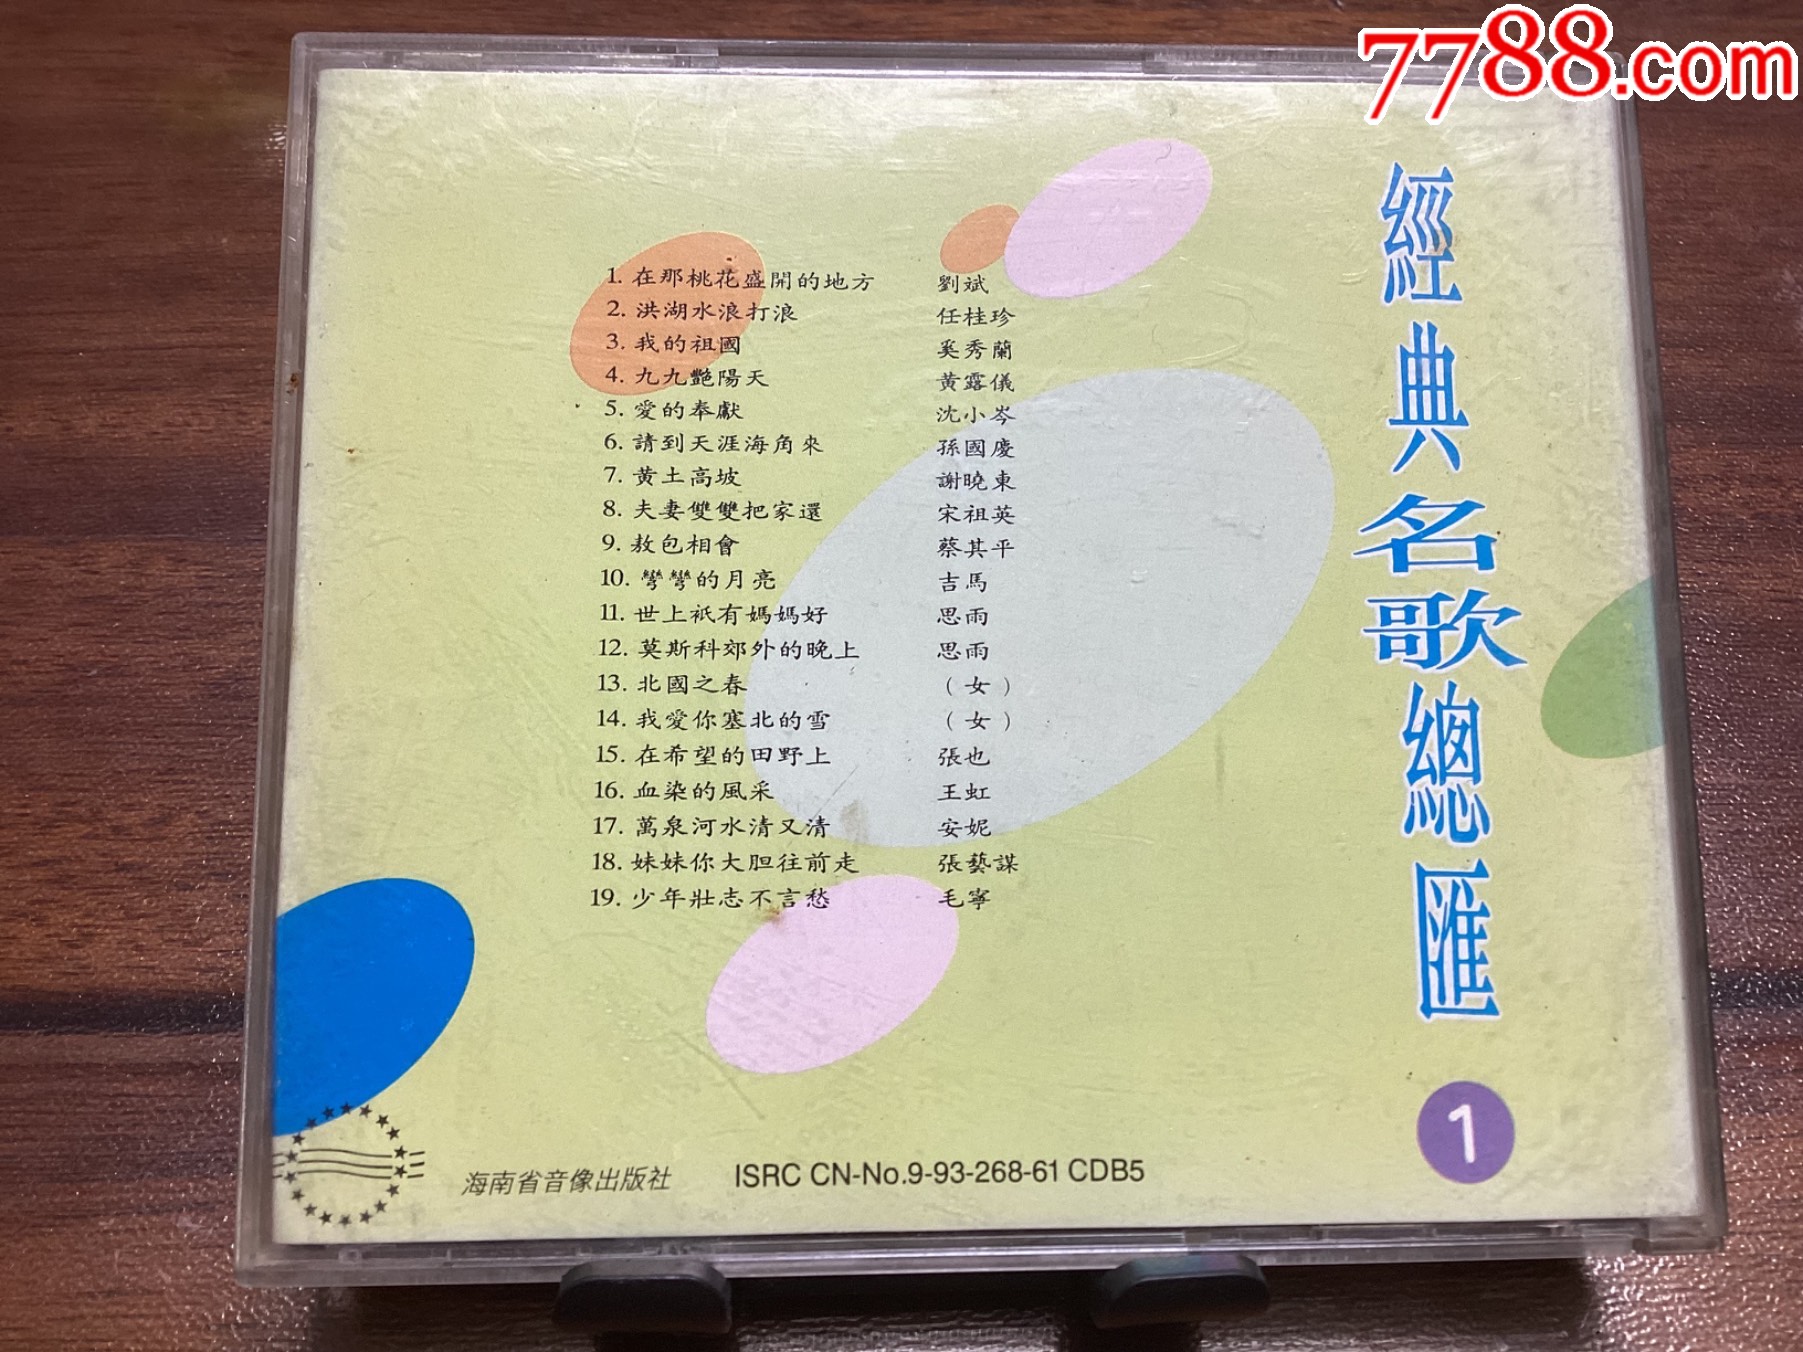 7788.com
經典名歌總匯
1
1. 在那桃花盛開的地方 劉斌
2. 洪湖水浪打浪 任桂珍
3. 我的祖國 奚秀蘭
4. 九九艷陽天 黃露儀
5. 愛的奉獻 沈小岑
6. 請到天涯海角來 孫國慶
7. 黃土高坡 謝曉東
8. 夫妻雙雙把家還 宋祖英
9. 敖包相會 蔡其平
10. 彎彎的月亮 吉馬
11. 世上衹有媽媽好 思雨
12. 莫斯科郊外的晚上 思雨
13. 北國之春 (女)
14. 我愛你塞北的雪 (女)
15. 在希望的田野上 張也
16. 血染的風采 王虹
17. 萬泉河水清又清 安妮
18. 妹妹你大胆往前走 張藝謀
19. 少年壯志不言愁 毛寧
海南省音像出版社 ISRC CN-No.9-93-268-61 CDB5